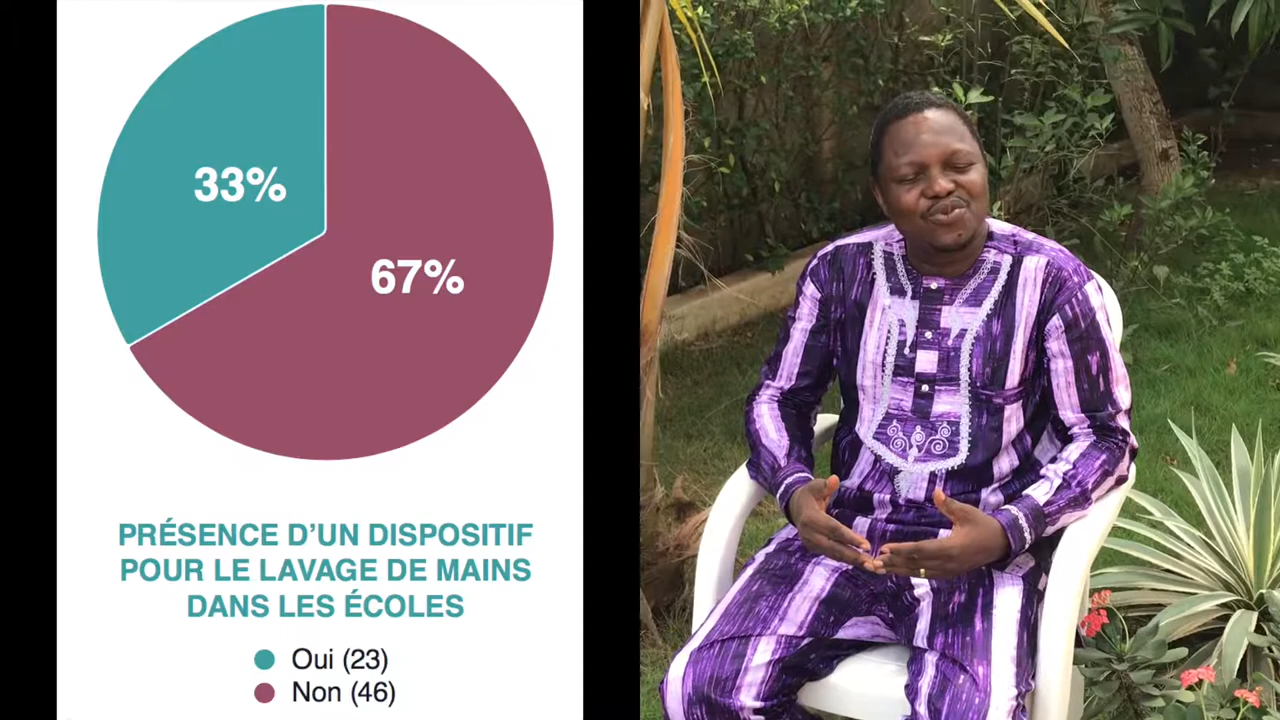 33%
67%
PRÉSENCE D’UN DISPOSITIF
POUR LE LAVAGE DE MAINS
DANS LES ÉCOLES
Oui (23)
Non (46)